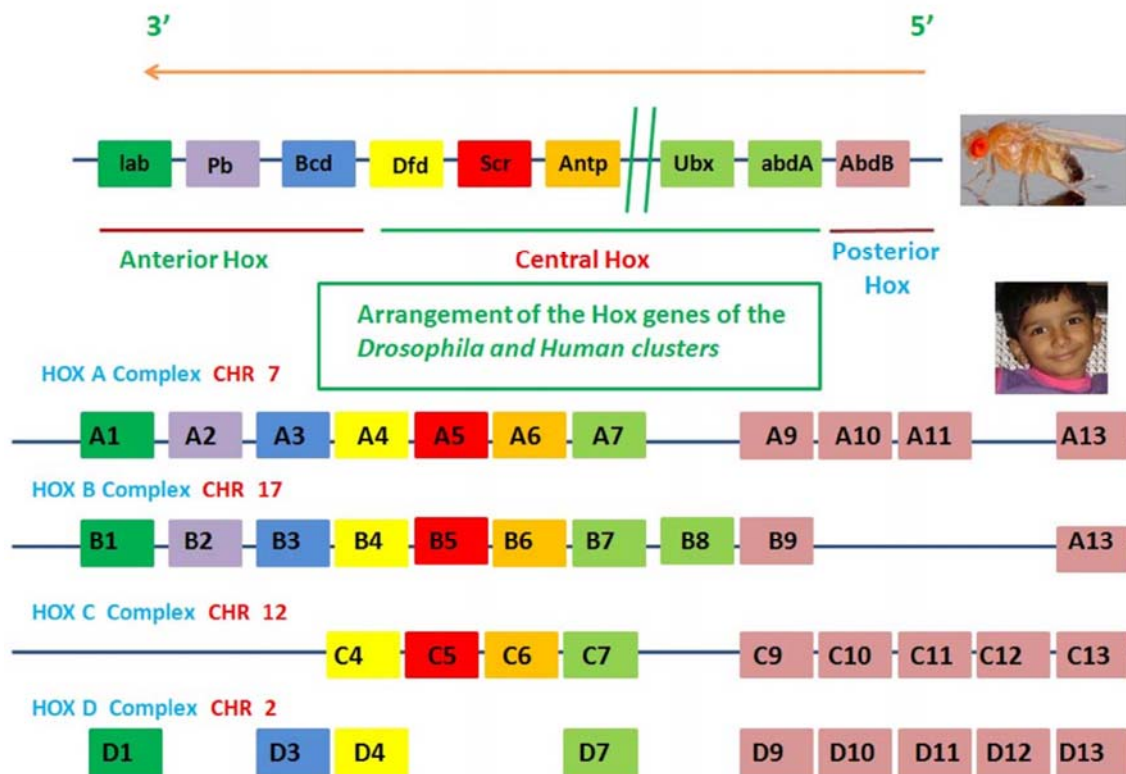 3’ 5’
lab Pb Bcd Dfd Scr Antp Ubx abdA AbdB
Anterior Hox Central Hox Posterior Hox
Arrangement of the Hox genes of the
Drosophila and Human clusters
HOX A Complex CHR 7
A1 A2 A3 A4 A5 A6 A7 A9 A10 A11 A13
HOX B Complex CHR 17
B1 B2 B3 B4 B5 B6 B7 B8 B9 A13
HOX C Complex CHR 12
C4 C5 C6 C7 C9 C10 C11 C12 C13
HOX D Complex CHR 2
D1 D3 D4 D7 D9 D10 D11 D12 D13